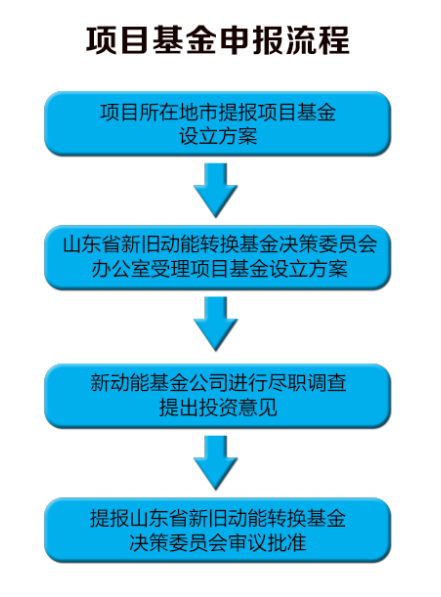 项目基金申报流程
项目所在地市提报项目基金
设立方案
山东省新旧动能转换基金决策委员会
办公室受理项目基金设立方案
新动能基金公司进行尽职调查
提出投资意见
提报山东省新旧动能转换基金
决策委员会审议批准